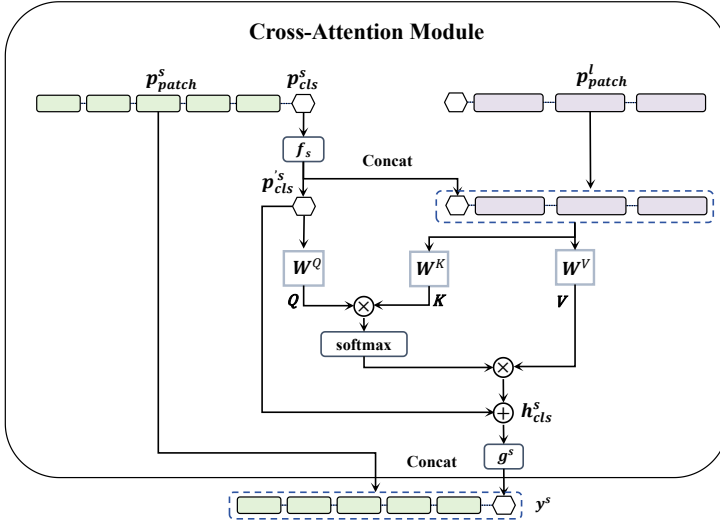 Cross-Attention Module
p^s_patch p^s_cls p^l_patch
f_s
Concat
p'^s_cls
W^Q W^K W^V
Q K V
×
softmax
×
+ h^s_cls
g^s
Concat
y^s